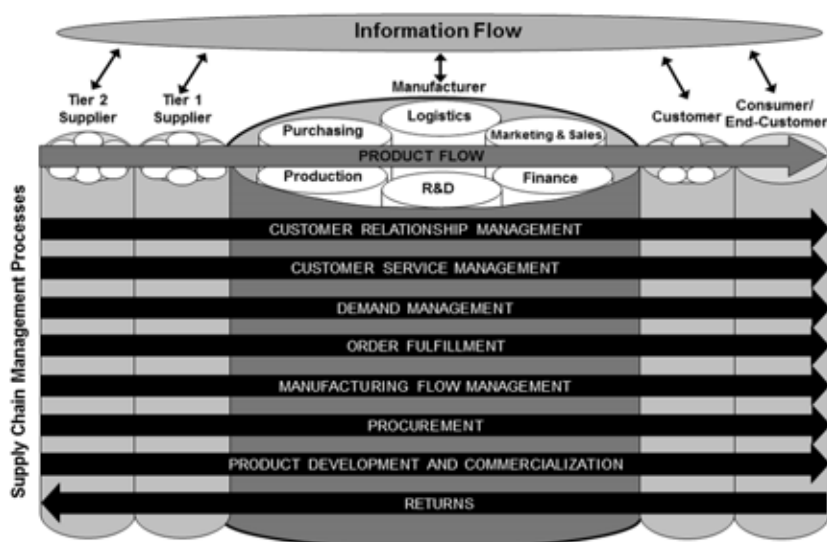 Information Flow
Tier 2
Supplier
Tier 1
Supplier
Manufacturer
Customer
Consumer/
End-Customer
Logistics
Purchasing
Marketing & Sales
PRODUCT FLOW
Production
R&D
Finance
Supply Chain Management Processes
CUSTOMER RELATIONSHIP MANAGEMENT
CUSTOMER SERVICE MANAGEMENT
DEMAND MANAGEMENT
ORDER FULFILLMENT
MANUFACTURING FLOW MANAGEMENT
PROCUREMENT
PRODUCT DEVELOPMENT AND COMMERCIALIZATION
RETURNS